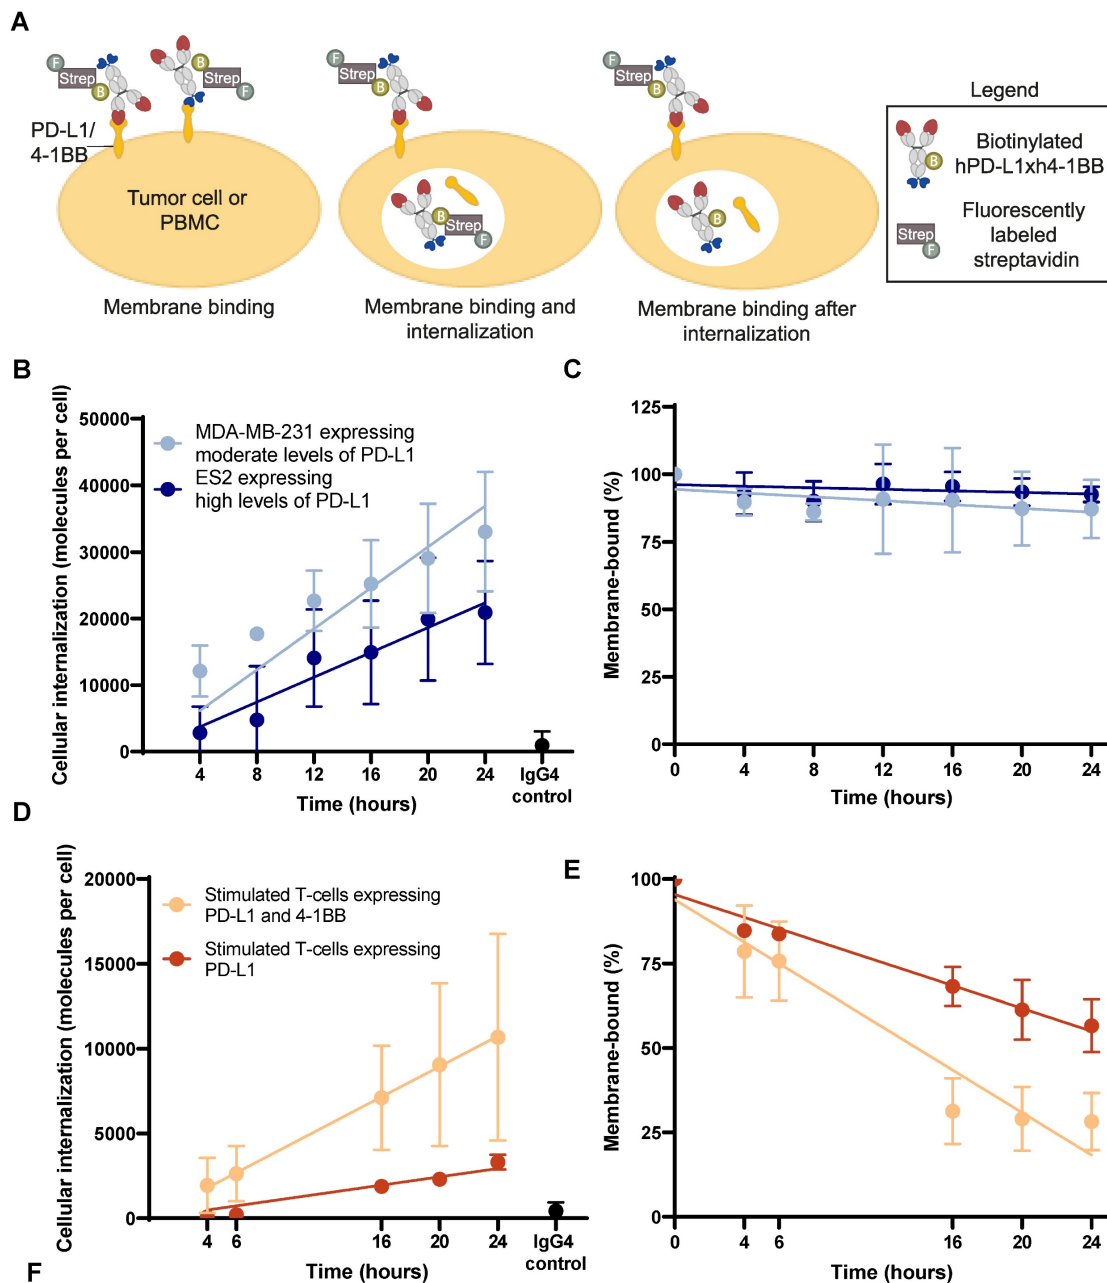 A
F
Strep
B
B
Strep
F
PD-L1/
4-1BB
Tumor cell or
PBMC
Membrane binding
F
Strep
B
B
Strep
F
Membrane binding and
internalization
F
Strep
B
B
Membrane binding after
internalization
Legend
B
Biotinylated
hPD-L1xh4-1BB
Strep
F
Fluorescently
labeled
streptavidin
B
Cellular internalization (molecules per cell)
50000
40000
30000
20000
10000
0
MDA-MB-231 expressing
moderate levels of PD-L1
ES2 expressing
high levels of PD-L1
4 8 12 16 20 24 IgG4
control
Time (hours)
C
Membrane-bound (%)
125
100
75
50
25
0
0 4 8 12 16 20 24
Time (hours)
D
Cellular internalization (molecules per cell)
20000
15000
10000
5000
0
Stimulated T-cells expressing
PD-L1 and 4-1BB
Stimulated T-cells expressing
PD-L1
4 6 16 20 24 IgG4
control
Time (hours)
E
Membrane-bound (%)
100
75
50
25
0
0 4 6 16 20 24
Time (hours)
F